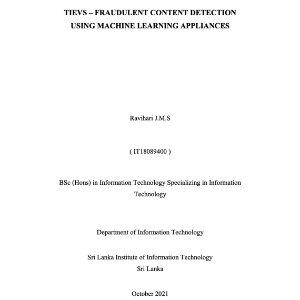 TIEVS – FRAUDULENT CONTENT DETECTION
USING MACHINE LEARNING APPLIANCES
Ravihari J.M.S
( IT18089400 )
BSc (Hons) in Information Technology Specializing in Information
Technology
Department of Information Technology
Sri Lanka Institute of Information Technology
Sri Lanka
October 2021